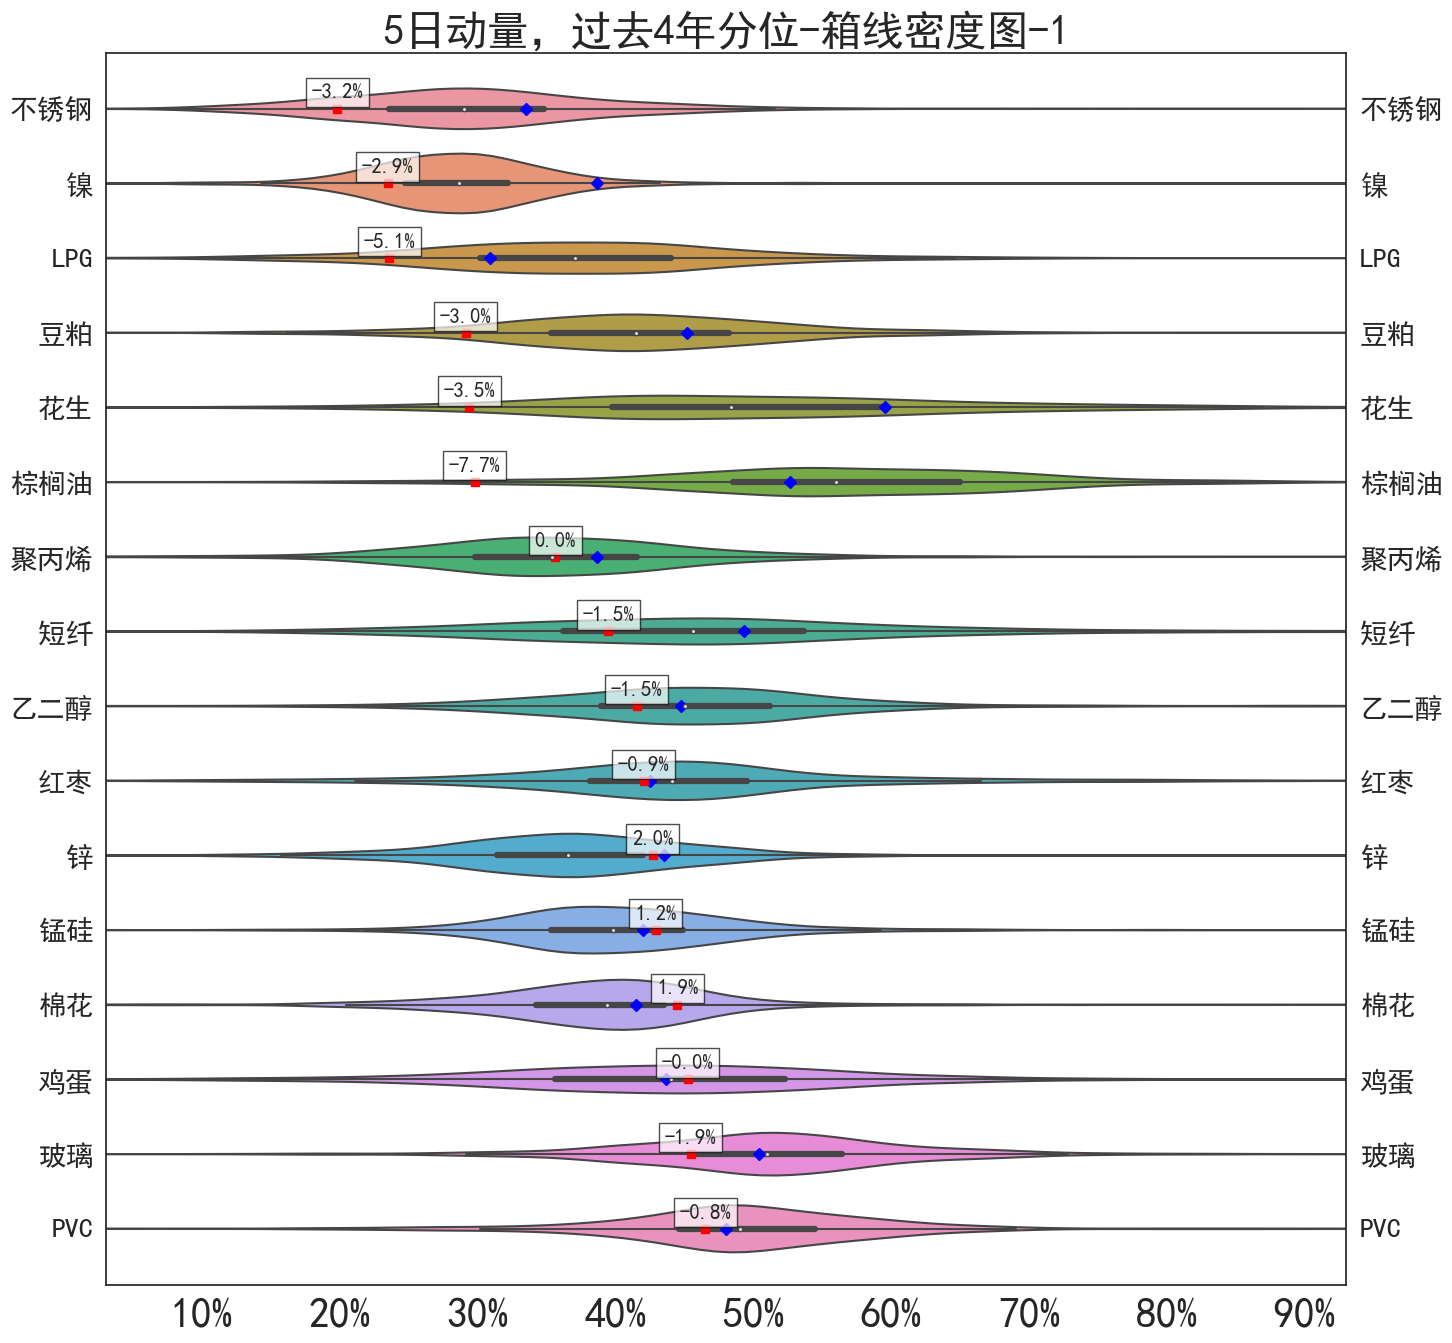 5日动量，过去4年分位-箱线密度图-1
不锈钢 -3.2% 不锈钢
镍 -2.9% 镍
LPG -5.1% LPG
豆粕 -3.0% 豆粕
花生 -3.5% 花生
棕榈油 -7.7% 棕榈油
聚丙烯 0.0% 聚丙烯
短纤 -1.5% 短纤
乙二醇 -1.5% 乙二醇
红枣 -0.9% 红枣
锌 2.0% 锌
锰硅 1.2% 锰硅
棉花 1.9% 棉花
鸡蛋 -0.0% 鸡蛋
玻璃 -1.9% 玻璃
PVC -0.8% PVC
10% 20% 30% 40% 50% 60% 70% 80% 90%